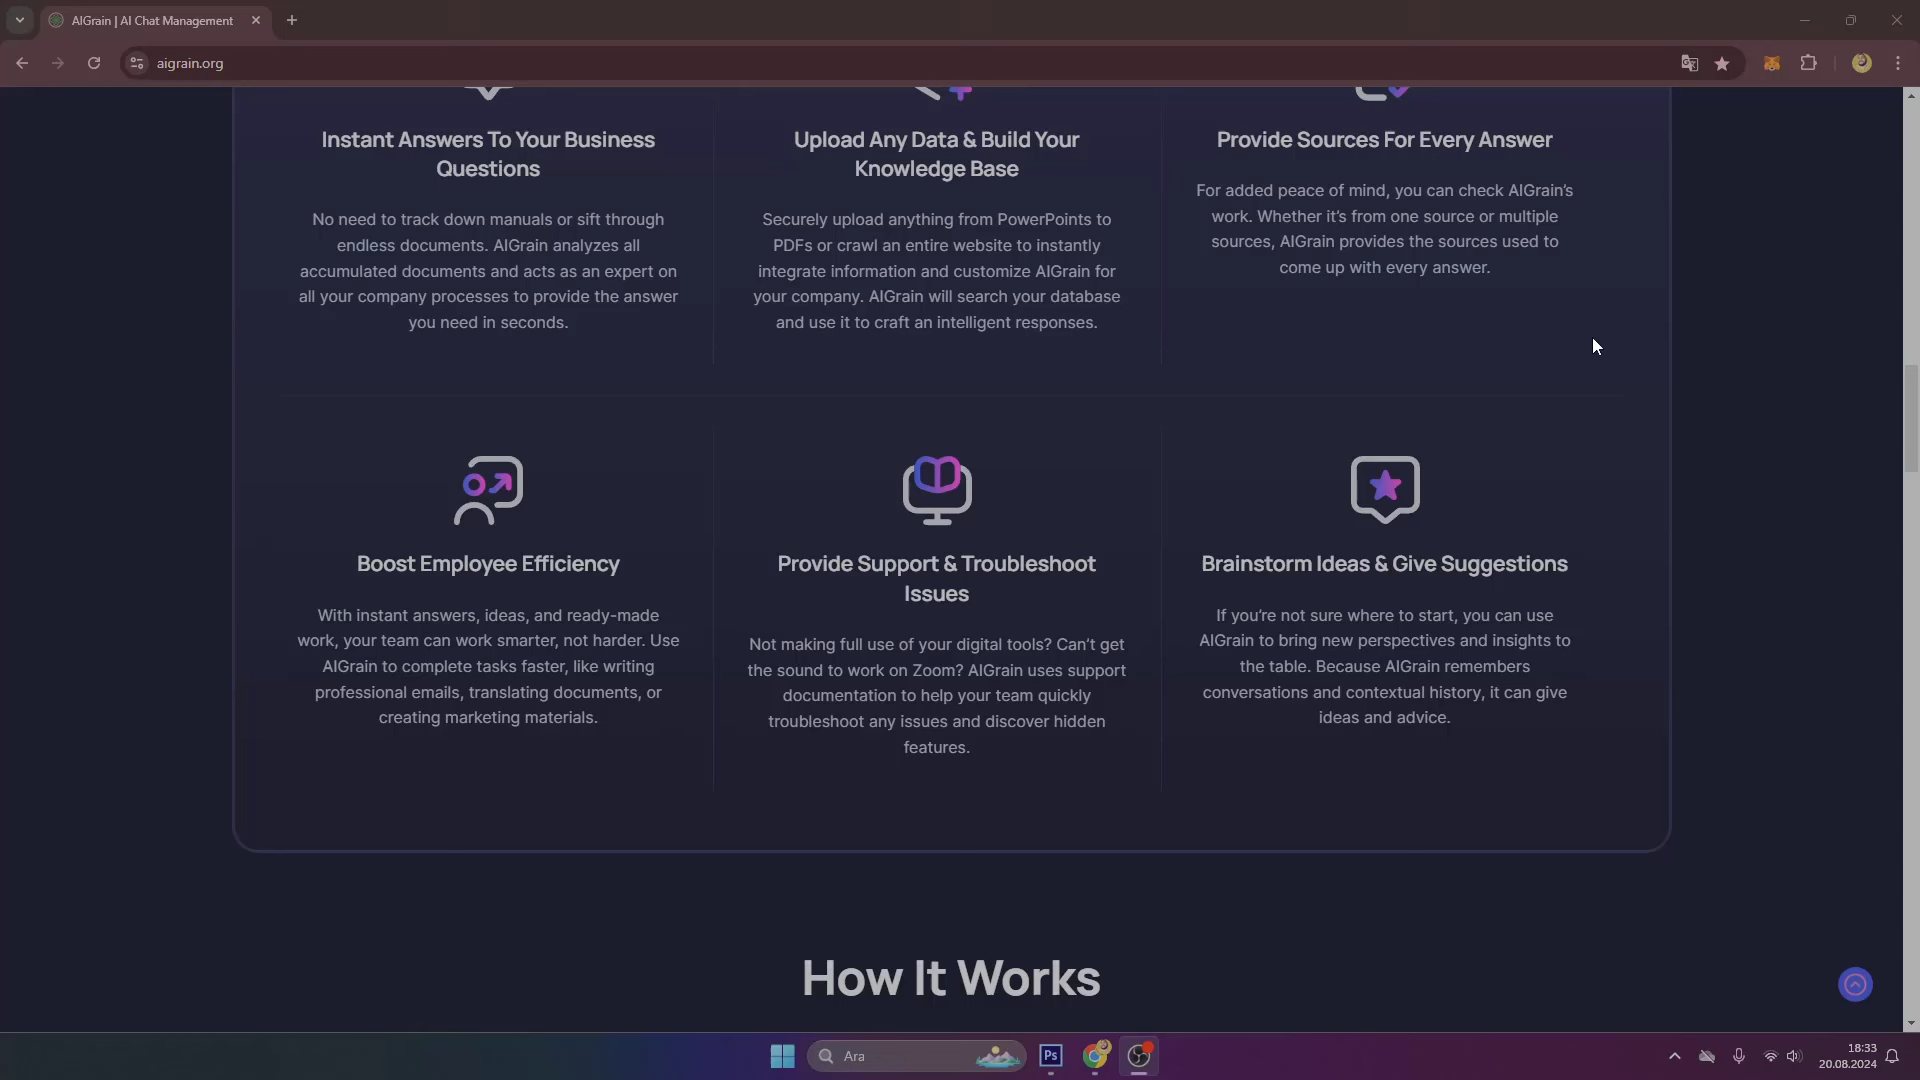 AIGrain | AI Chat Management
aigrain.org
Instant Answers To Your Business
Questions
No need to track down manuals or sift through
endless documents. AIGrain analyzes all
accumulated documents and acts as an expert on
all your company processes to provide the answer
you need in seconds.
Upload Any Data & Build Your
Knowledge Base
Securely upload anything from PowerPoints to
PDFs or crawl an entire website to instantly
integrate information and customize AIGrain for
your company. AIGrain will search your database
and use it to craft an intelligent responses.
Provide Sources For Every Answer
For added peace of mind, you can check AIGrain's
work. Whether it's from one source or multiple
sources, AIGrain provides the sources used to
come up with every answer.
Boost Employee Efficiency
With instant answers, ideas, and ready-made
work, your team can work smarter, not harder. Use
AIGrain to complete tasks faster, like writing
professional emails, translating documents, or
creating marketing materials.
Provide Support & Troubleshoot
Issues
Not making full use of your digital tools? Can't get
the sound to work on Zoom? AIGrain uses support
documentation to help your team quickly
troubleshoot any issues and discover hidden
features.
Brainstorm Ideas & Give Suggestions
If you're not sure where to start, you can use
AIGrain to bring new perspectives and insights to
the table. Because AIGrain remembers
conversations and contextual history, it can give
ideas and advice.
How It Works
Ara
Ps
18:33
20.08.2024